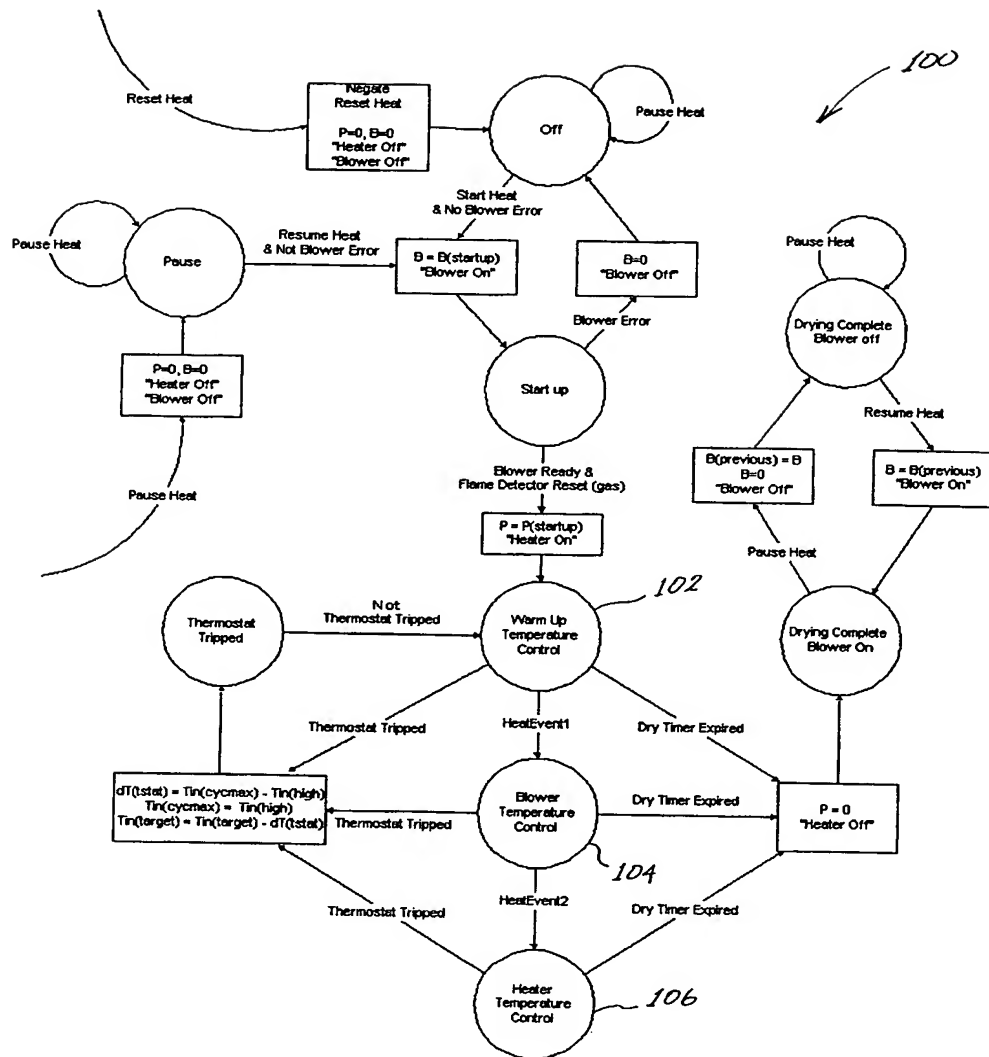 100
Reset Heat
Negate
Reset Heat
P=0, B=0
"Heater Off"
"Blower Off"
Off
Pause Heat
Start Heat
& No Blower Error
Pause Heat
Pause
Resume Heat
& Not Blower Error
B = B(startup)
"Blower On"
B=0
"Blower Off"
Pause Heat
Blower Error
Drying Complete
Blower off
P=0, B=0
"Heater Off"
"Blower Off"
Start up
Resume Heat
Pause Heat
Blower Ready &
Flame Detector Reset (gas)
B(previous) = B
B=0
"Blower Off"
B = B(previous)
"Blower On"
P = P(startup)
"Heater On"
Pause Heat
102
Thermostat
Tripped
Not
Thermostat Tripped
Warm Up
Temperature
Control
Drying Complete
Blower On
Thermostat Tripped
HeatEvent1
Dry Timer Expired
dT(tstat) = Tin(cycmax) - Tin(high)
Tin(cycmax) = Tin(high)
Tin(target) = Tin(target) - dT(tstat)
Thermostat Tripped
Blower
Temperature
Control
Dry Timer Expired
P = 0
"Heater Off"
104
Thermostat Tripped
HeatEvent2
Dry Timer Expired
Heater
Temperature
Control
106